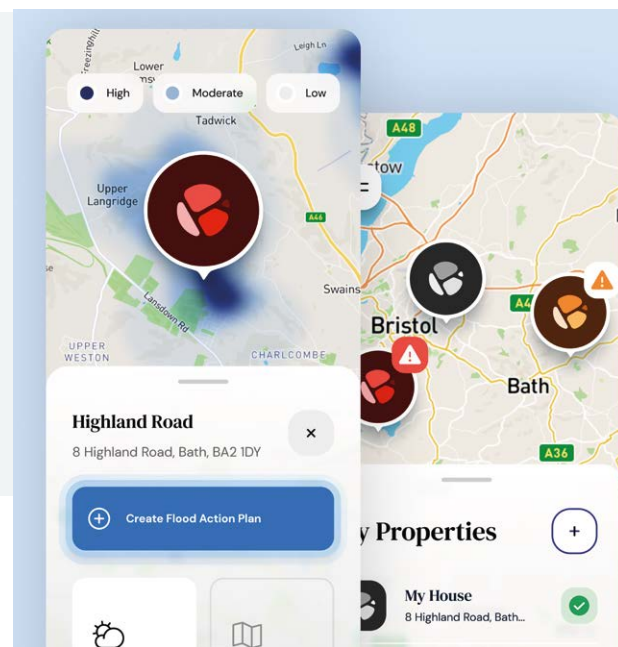 Leigh Ln
Lower
High
Moderate
Low
Tadwick
Upper
Langridge
A46
Swains
Lansdown Rd
UPPER
WESTON
CHARLCOMBE
Highland Road
8 Highland Road, Bath, BA2 1DY
Create Flood Action Plan
A48
stow
A4
Bristol
Bath
A36
y Properties
My House
8 Highland Road, Bath...